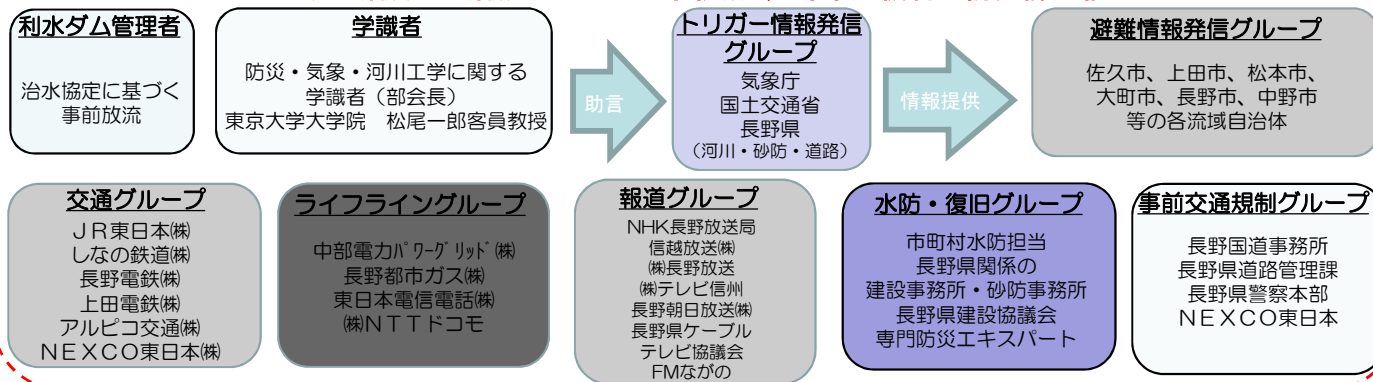 利水ダム管理者
治水協定に基づく
事前放流
学識者
防災・気象・河川工学に関する
学識者（部会長）
東京大学大学院　松尾一郎客員教授
助言
トリガー情報発信
グループ
気象庁
国土交通省
長野県
（河川・砂防・道路）
情報提供
避難情報発信グループ
佐久市、上田市、松本市、
大町市、長野市、中野市
等の各流域自治体
交通グループ
ＪＲ東日本㈱
しなの鉄道㈱
長野電鉄㈱
上田電鉄㈱
アルピコ交通㈱
ＮＥＸＣＯ東日本㈱
ライフライングループ
中部電力ﾊﾟﾜｰｸﾞﾘｯﾄﾞ㈱
長野都市ガス㈱
東日本電信電話㈱
㈱ＮＴＴドコモ
報道グループ
NHK長野放送局
信越放送㈱
㈱長野放送
㈱テレビ信州
長野朝日放送㈱
長野県ケーブル
テレビ協議会
FMながの
水防・復旧グループ
市町村水防担当
長野県関係の
建設事務所・砂防事務所
長野県建設協議会
専門防災エキスパート
事前交通規制グループ
長野国道事務所
長野県道路管理課
長野県警察本部
ＮＥＸＣＯ東日本